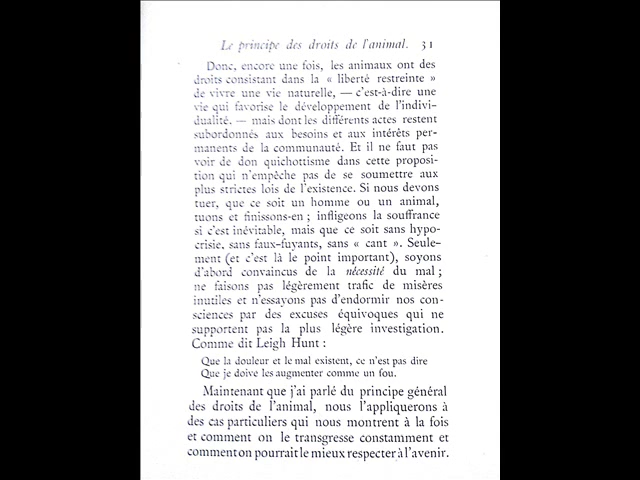 Le principe des droits de l'animal. 31
Donc, encore une fois, les animaux ont des
droits consistant dans la « liberté restreinte »
de vivre une vie naturelle, — c'est-à-dire une
vie qui favorise le développement de l'indivi-
dualité. — mais dont les différents actes restent
subordonnés aux besoins et aux intérêts per-
manents de la communauté. Et il ne faut pas
voir de don quichottisme dans cette proposi-
tion qui n'empêche pas de se soumettre aux
plus strictes lois de l'existence. Si nous devons
tuer, que ce soit un homme ou un animal,
tuons et finissons-en ; infligeons la souffrance
si c'est inévitable, mais que ce soit sans hypo-
crisie, sans faux-fuyants, sans « cant ». Seule-
ment (et c'est là le point important), soyons
d'abord convaincus de la nécessité du mal ;
ne faisons pas légèrement trafic de misères
inutiles et n'essayons pas d'endormir nos con-
sciences par des excuses équivoques qui ne
supportent pas la plus légère investigation.
Comme dit Leigh Hunt :
Que la douleur et le mal existent, ce n'est pas dire
Que je doive les augmenter comme un fou.
Maintenant que j'ai parlé du principe général
des droits de l'animal, nous l'appliquerons à
des cas particuliers qui nous montrent à la fois
et comment on le transgresse constamment et
comment on pourrait le mieux respecter à l'avenir.